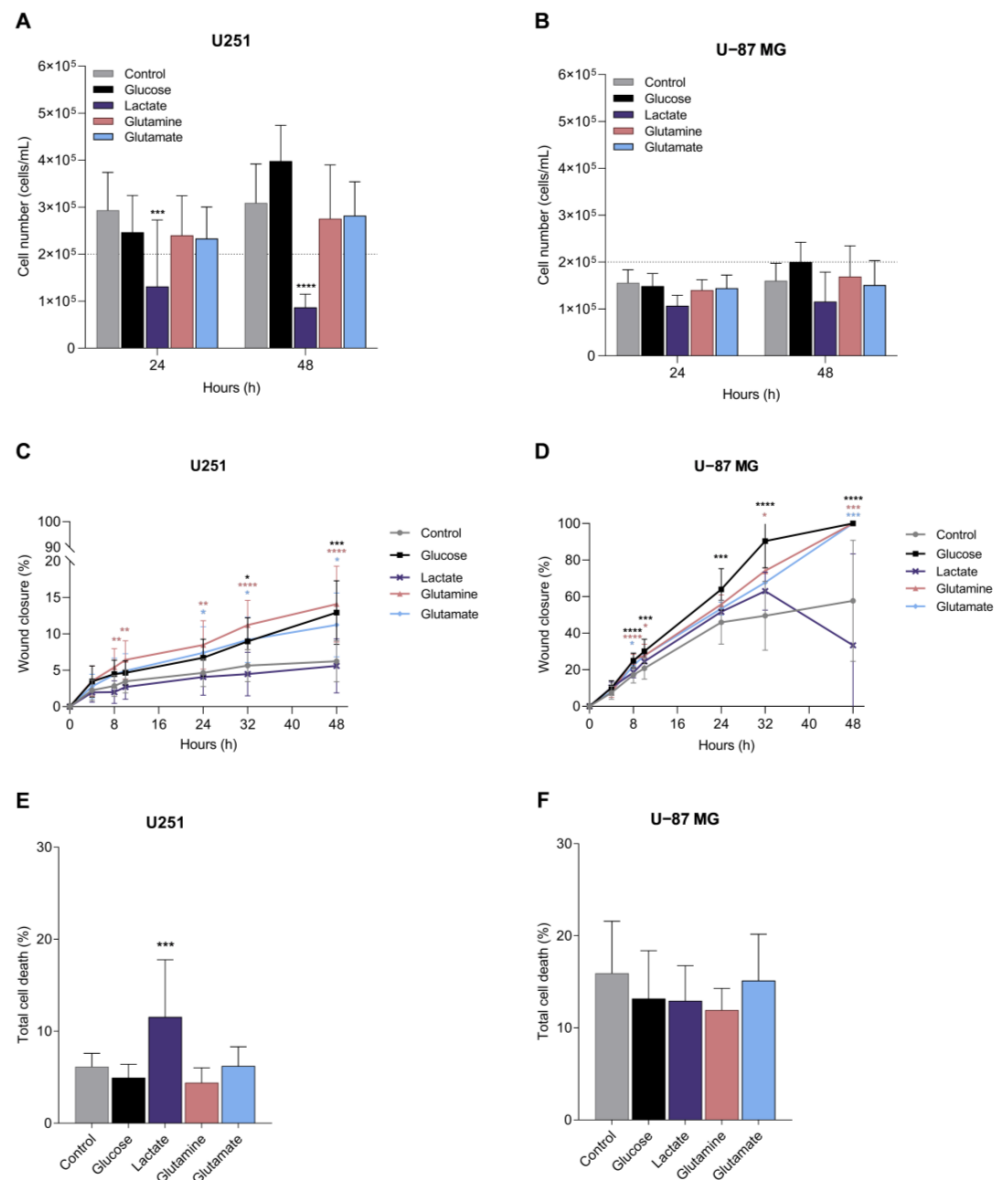 A
U251
Control
Glucose
Lactate
Glutamine
Glutamate
Cell number (cells/mL)
6×10⁵
5×10⁵
4×10⁵
3×10⁵
2×10⁵
1×10⁵
0
***
****
24
48
Hours (h)
B
U−87 MG
Control
Glucose
Lactate
Glutamine
Glutamate
Cell number (cells/mL)
6×10⁵
5×10⁵
4×10⁵
3×10⁵
2×10⁵
1×10⁵
0
24
48
Hours (h)
C
U251
Wound closure (%)
100
90
20
15
10
5
0
**
**
**
*
*
****
*
***
****
*
0 8 16 24 32 40 48
Hours (h)
Control
Glucose
Lactate
Glutamine
Glutamate
D
U−87 MG
Wound closure (%)
100
80
60
40
20
0
****
****
*
***
*
***
****
*
****
***
***
0 8 16 24 32 40 48
Hours (h)
Control
Glucose
Lactate
Glutamine
Glutamate
E
U251
Total cell death (%)
30
20
10
0
***
Control
Glucose
Lactate
Glutamine
Glutamate
F
U−87 MG
Total cell death (%)
30
20
10
0
Control
Glucose
Lactate
Glutamine
Glutamate